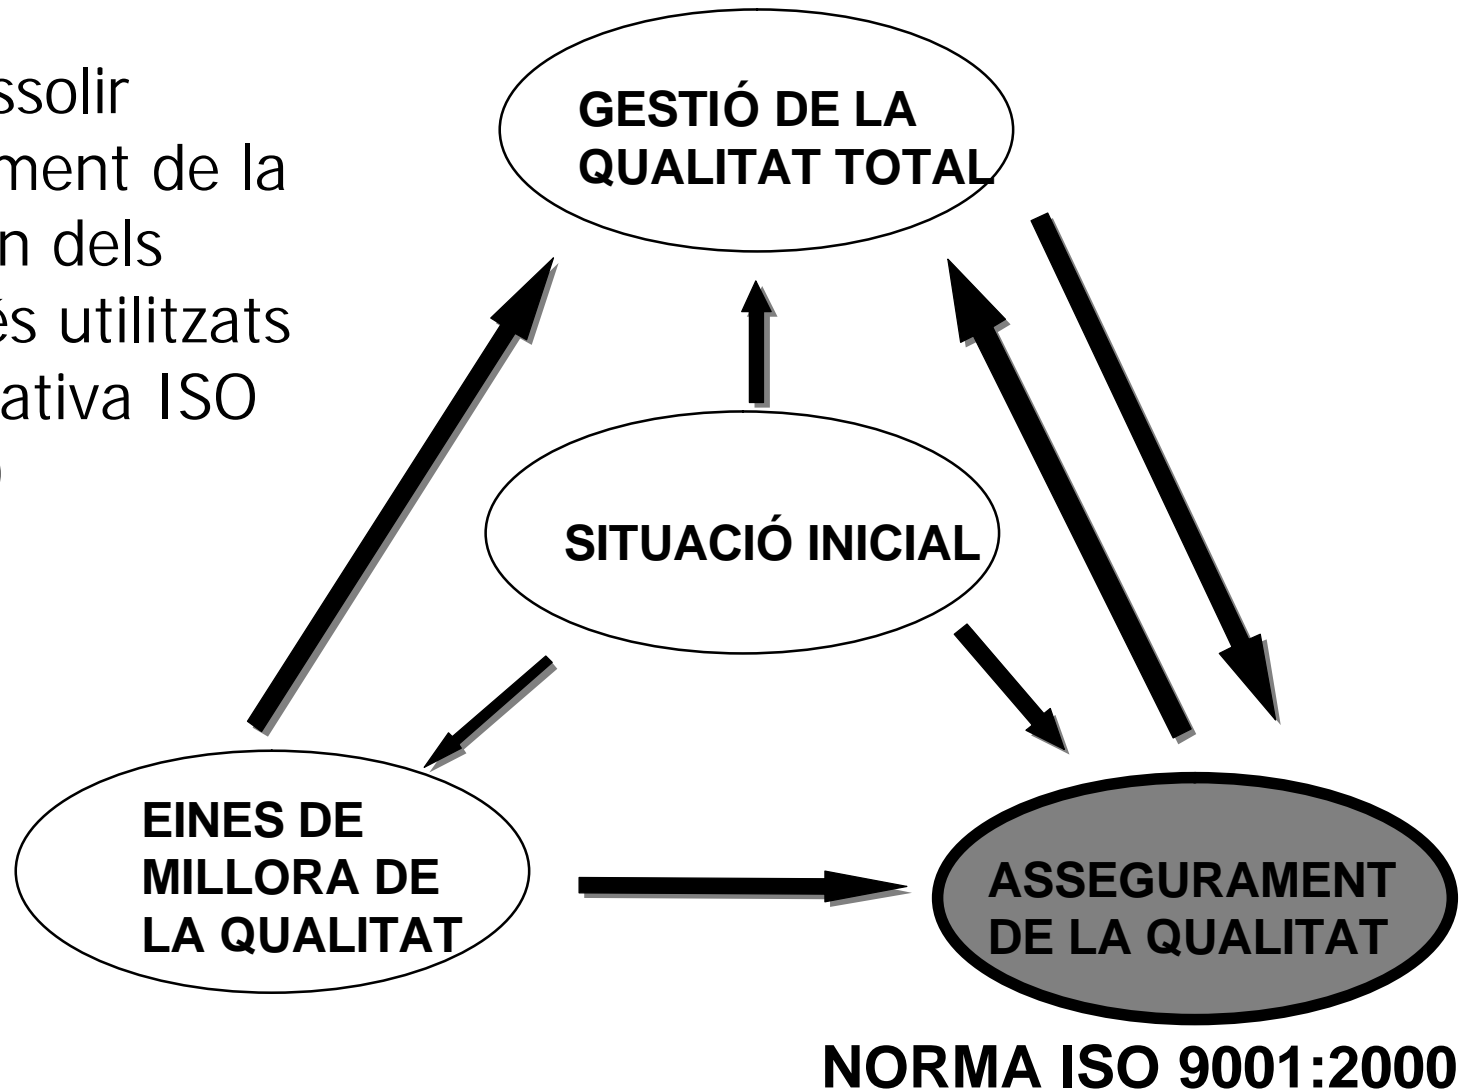 ssolir
ment de la
n dels
és utilitzats
ativa ISO
GESTIÓ DE LA
QUALITAT TOTAL
SITUACIÓ INICIAL
EINES DE
MILLORA DE
LA QUALITAT
ASSEGURAMENT
DE LA QUALITAT
NORMA ISO 9001:2000